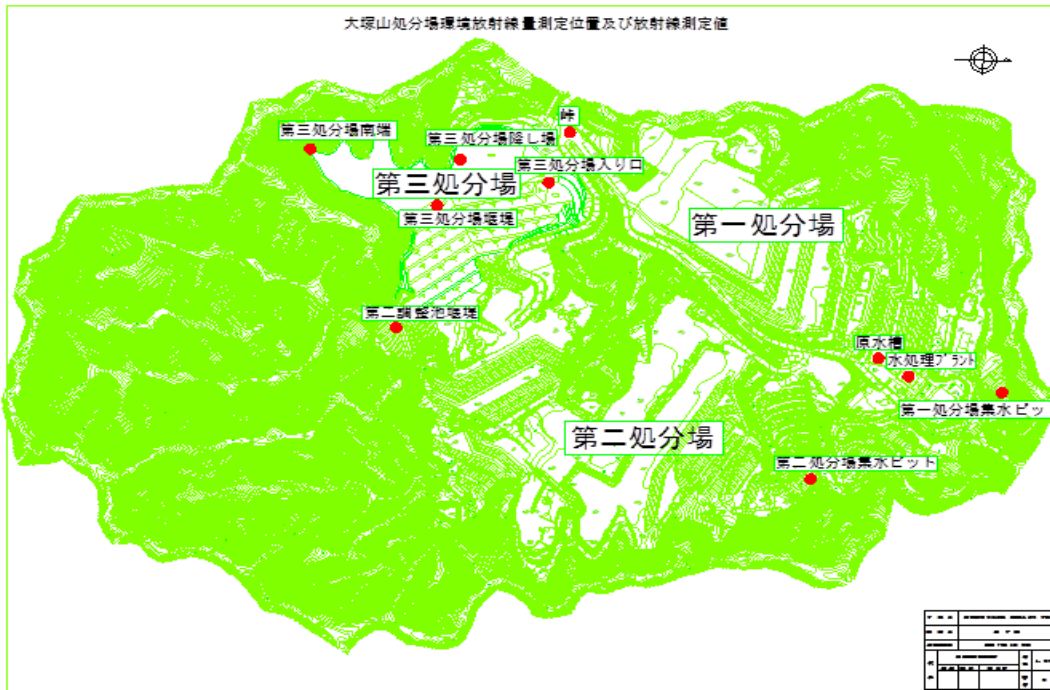 大塚山処分場環境放射線量測定位置及び放射線測定値
峠
第三処分場南端
第三処分場降し場
第三処分場入り口
第三処分場
第三処分場堰堤
第一処分場
第二調整池堰堤
原水槽
水処理プラント
第一処分場集水ピッ
第二処分場
第二処分場集水ピット